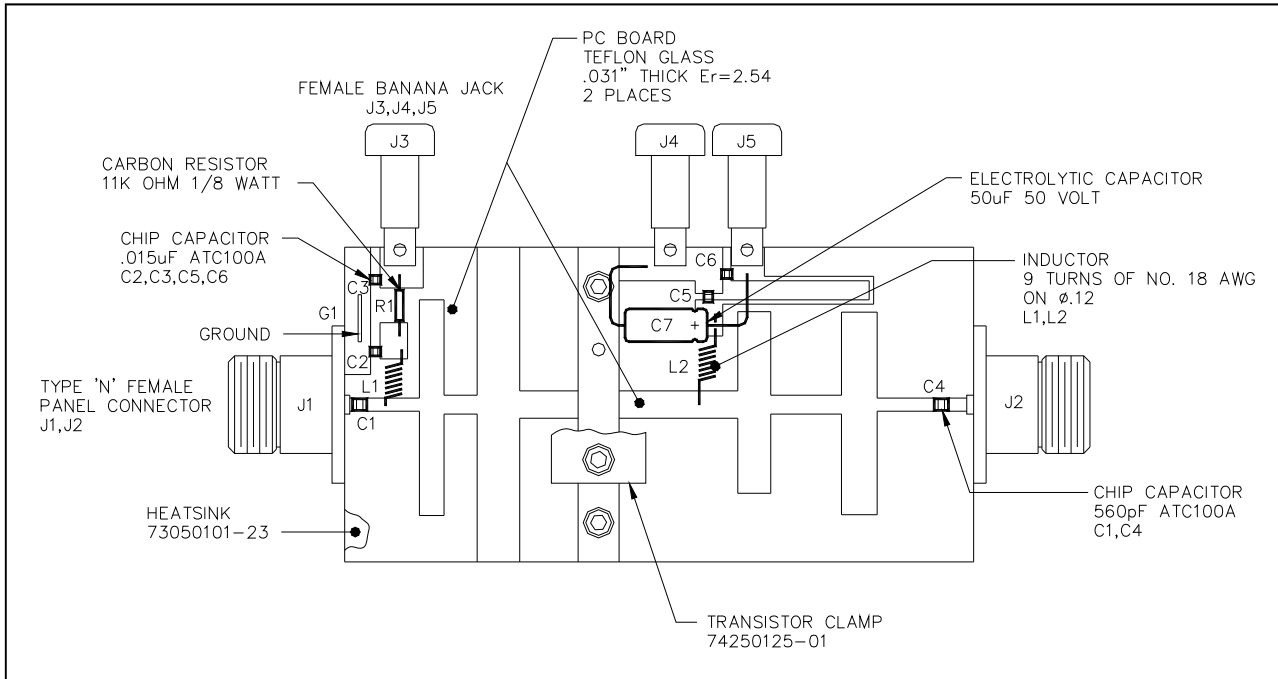 PC BOARD
TEFLON GLASS
.031" THICK Er=2.54
2 PLACES
FEMALE BANANA JACK
J3,J4,J5
J3
J4
J5
CARBON RESISTOR
11K OHM 1/8 WATT
ELECTROLYTIC CAPACITOR
50uF 50 VOLT
CHIP CAPACITOR
.015uF ATC100A
C2,C3,C5,C6
INDUCTOR
9 TURNS OF NO. 18 AWG
ON ø.12
L1,L2
C6
C3
C5
R1
G1
C7
+
GROUND
C2
L2
L1
TYPE 'N' FEMALE
PANEL CONNECTOR
J1,J2
J1
C1
C4
J2
HEATSINK
73050101-23
CHIP CAPACITOR
560pF ATC100A
C1,C4
TRANSISTOR CLAMP
74250125-01